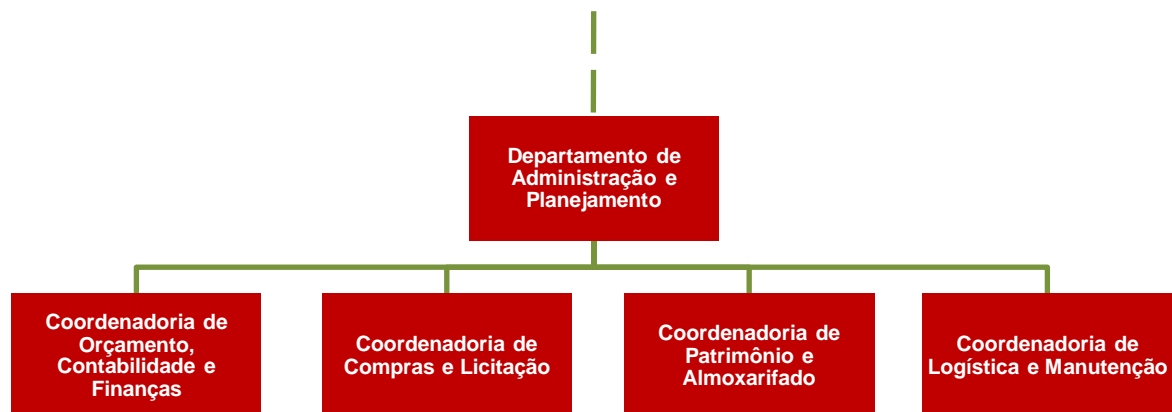 Departamento de
Administração e
Planejamento
Coordenadoria de
Orçamento,
Contabilidade e
Finanças
Coordenadoria de
Compras e Licitação
Coordenadoria de
Patrimônio e
Almoxarifado
Coordenadoria de
Logística e Manutenção